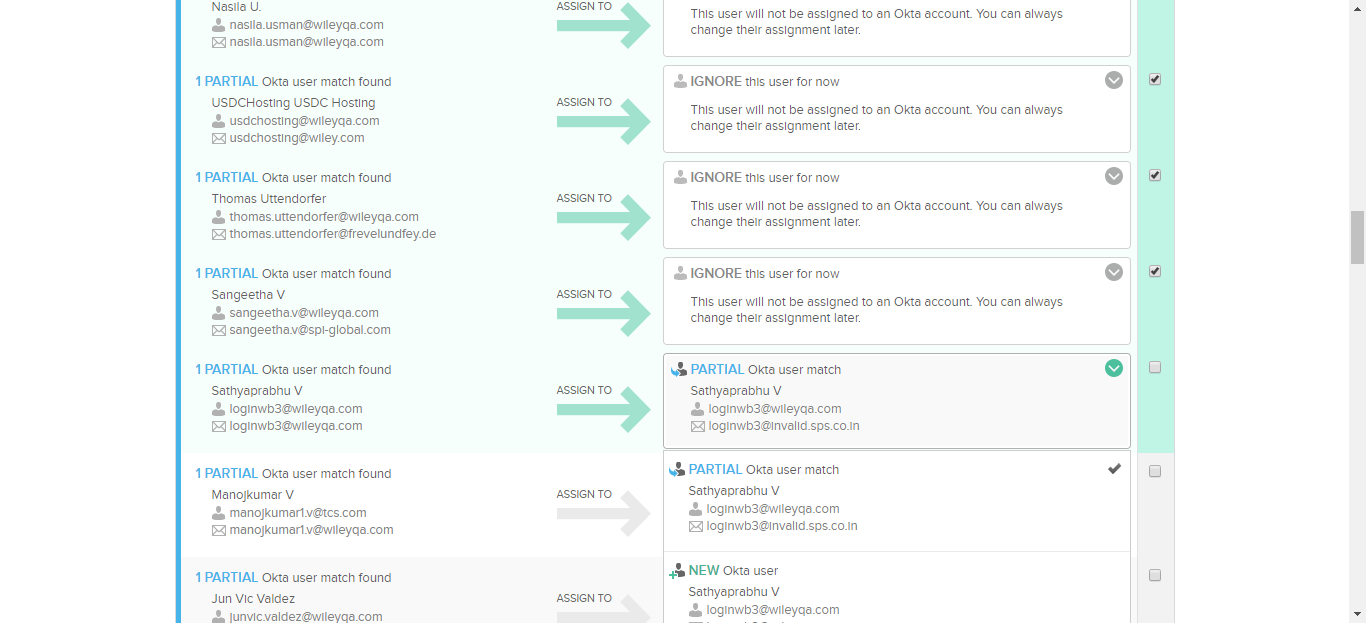 Nasila U.
nasila.usman@wileyqa.com
nasila.usman@wileyqa.com
ASSIGN TO
This user will not be assigned to an Okta account. You can always
change their assignment later.
1 PARTIAL Okta user match found
USDCHosting USDC Hosting
usdchosting@wileyqa.com
usdchosting@wiley.com
ASSIGN TO
IGNORE this user for now
This user will not be assigned to an Okta account. You can always
change their assignment later.
1 PARTIAL Okta user match found
Thomas Uttendorfer
thomas.uttendorfer@wileyqa.com
thomas.uttendorfer@frevelundfey.de
ASSIGN TO
IGNORE this user for now
This user will not be assigned to an Okta account. You can always
change their assignment later.
1 PARTIAL Okta user match found
Sangeetha V
sangeetha.v@wileyqa.com
sangeetha.v@spi-global.com
ASSIGN TO
IGNORE this user for now
This user will not be assigned to an Okta account. You can always
change their assignment later.
1 PARTIAL Okta user match found
Sathyaprabhu V
loginwb3@wileyqa.com
loginwb3@wileyqa.com
ASSIGN TO
PARTIAL Okta user match
Sathyaprabhu V
loginwb3@wileyqa.com
loginwb3@invalid.sps.co.in
1 PARTIAL Okta user match found
Manojkumar V
manojkumar1.v@tcs.com
manojkumar1.v@wileyqa.com
ASSIGN TO
PARTIAL Okta user match
Sathyaprabhu V
loginwb3@wileyqa.com
loginwb3@invalid.sps.co.in
1 PARTIAL Okta user match found
Jun Vic Valdez
junvic.valdez@wileyqa.com
ASSIGN TO
NEW Okta user
Sathyaprabhu V
loginwb3@wileyqa.com